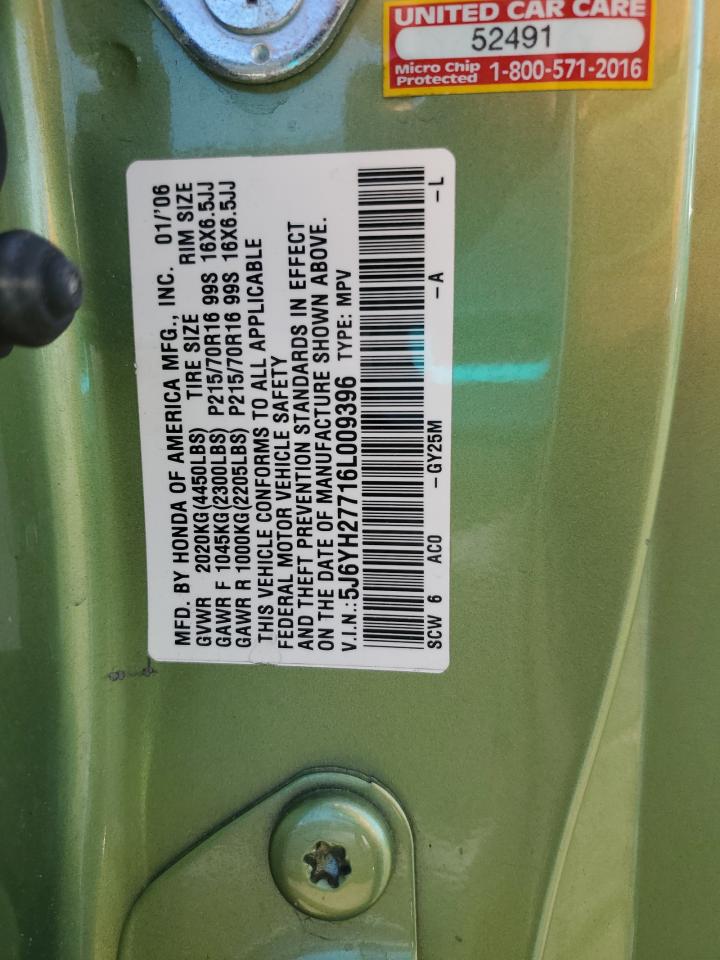 UNITED CAR CARE
52491
Micro Chip
Protected 1-800-571-2016
MFD. BY HONDA OF AMERICA MFG., INC. 01/'06
GVWR 2020KG(4450LBS) TIRE SIZE RIM SIZE
GAWR F 1045KG(2300LBS) P215/70R16 99S 16X6.5JJ
GAWR R 1000KG(2205LBS) P215/70R16 99S 16X6.5JJ
THIS VEHICLE CONFORMS TO ALL APPLICABLE
FEDERAL MOTOR VEHICLE SAFETY
AND THEFT PREVENTION STANDARDS IN EFFECT
ON THE DATE OF MANUFACTURE SHOWN ABOVE.
V.I.N.:5J6YH27716L009396 TYPE: MPV
SCW 6 AC0 -GY25M -A -L